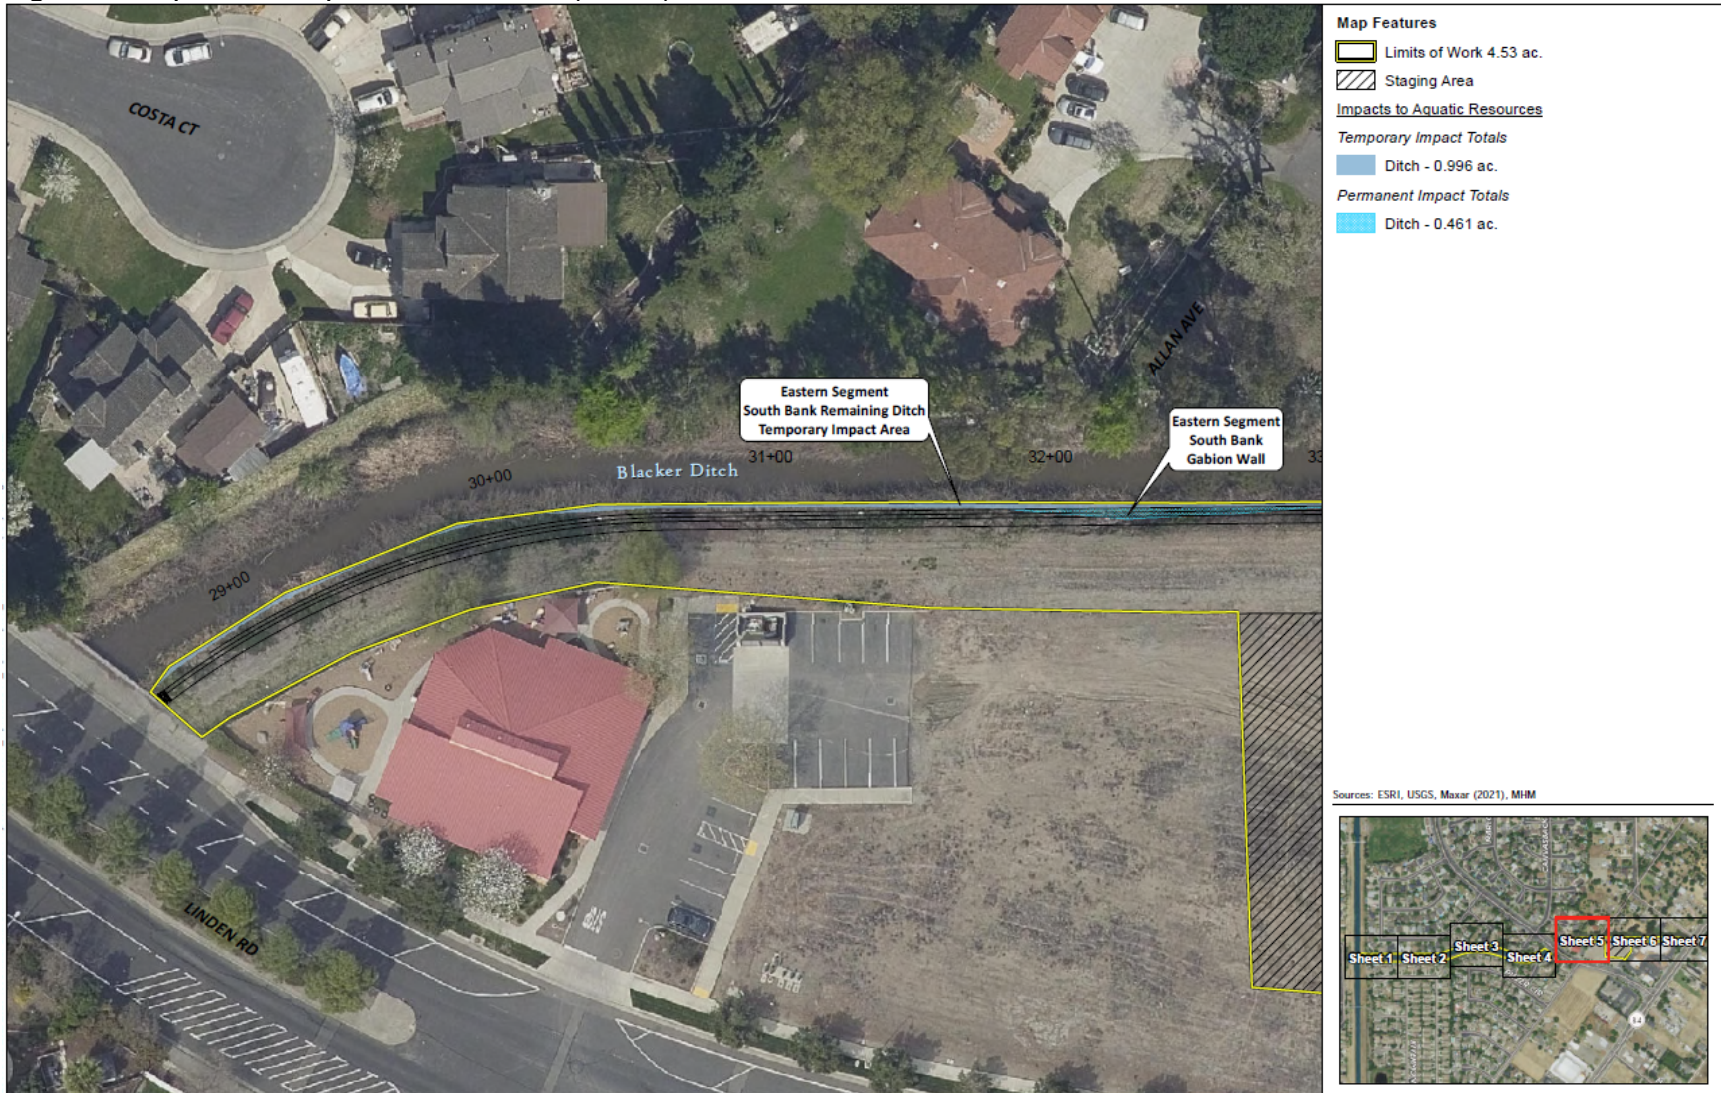 COSTA CT
ALLAN AVE
Eastern Segment
South Bank Remaining Ditch
Temporary Impact Area
Eastern Segment
South Bank
Gabion Wall
29+00
30+00
Blacker Ditch
31+00
32+00
33
STOP
LINDEN RD
Map Features
Limits of Work 4.53 ac.
Staging Area
Impacts to Aquatic Resources
Temporary Impact Totals
Ditch - 0.996 ac.
Permanent Impact Totals
Ditch - 0.461 ac.
Sources: ESRI, USGS, Maxar (2021), MHM
Sheet 1
Sheet 2
Sheet 3
Sheet 4
Sheet 5
Sheet 6
Sheet 7
84